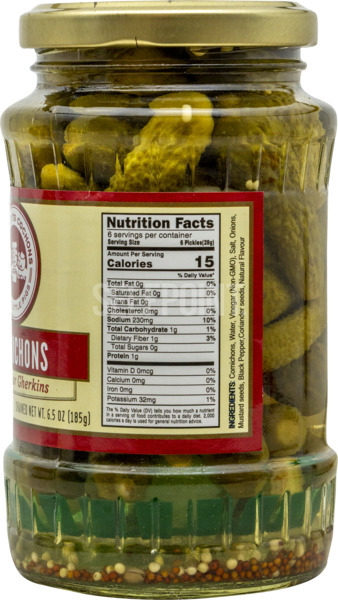 CHONS
Gherkins
DRAINED NET WT. 6.5 OZ (185g)
Nutrition Facts
6 servings per container
Serving Size 6 Pickles(28g)
Amount Per Serving
Calories 15
% Daily Value*
Total Fat 0g 0%
Saturated Fat 0g 0%
Trans Fat 0g 0%
Cholesterol 0mg 0%
Sodium 230mg 10%
Total Carbohydrate 1g 1%
Dietary Fiber 1g 3%
Total Sugars 0g
Protein 1g
Vitamin D 0mcg 0%
Calcium 0mg 0%
Iron 0mg 0%
Potassium 32mg 1%
The % Daily Value (DV) tells you how much a nutrient
in a serving of food contributes to a daily diet. 2,000
calories a day is used for general nutrition advice.
INGREDIENTS: Cornichons, Water, Vinegar (Non-GMO), Salt, Onions,
Mustard seeds, Black Pepper,Coriander seeds, Natural Flavour